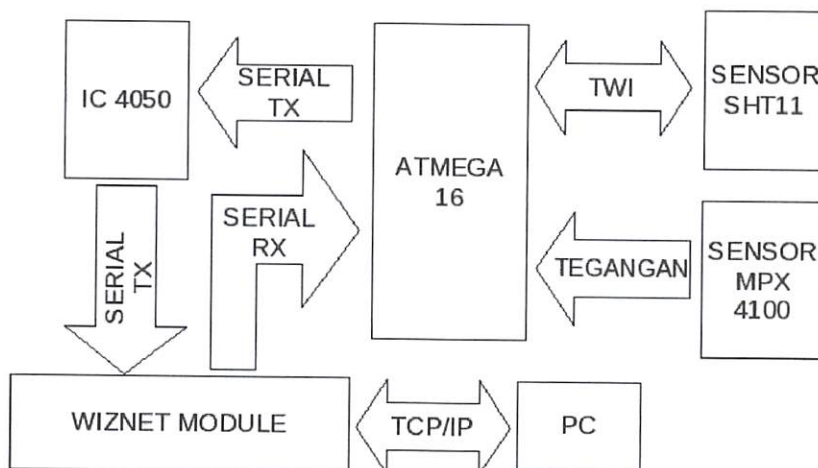 IC 4050
SERIAL
TX
ATMEGA
16
TWI
SENSOR
SHT11
SERIAL
TX
SERIAL
RX
TEGANGAN
SENSOR
MPX
4100
WIZNET MODULE
TCP/IP
PC